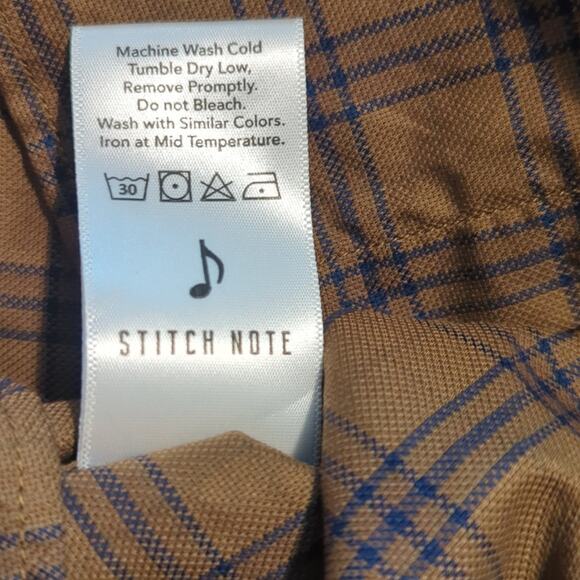 Machine Wash Cold
Tumble Dry Low,
Remove Promptly.
Do not Bleach.
Wash with Similar Colors.
Iron at Mid Temperature.
30
STITCH NOTE